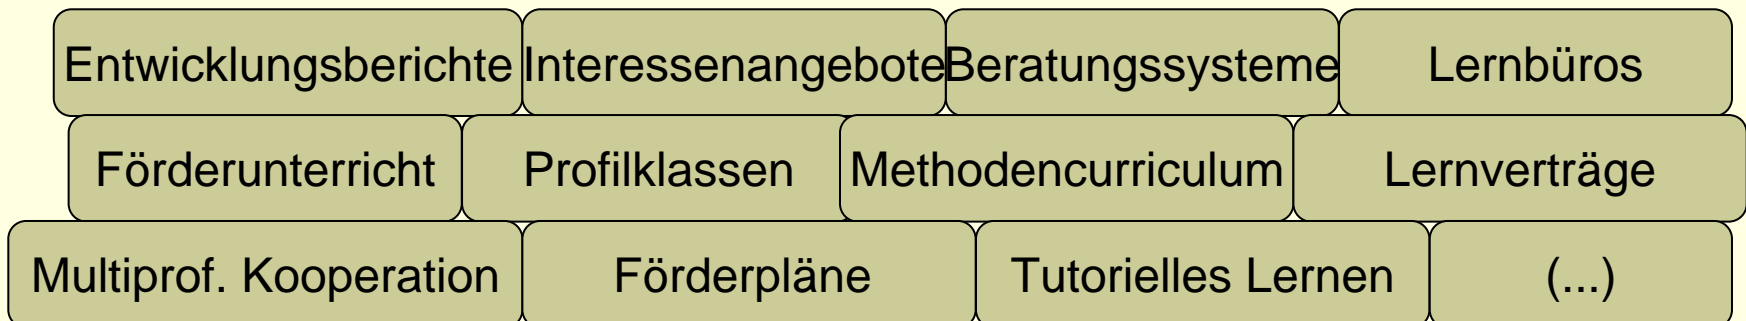 Entwicklungsberichte Interessenangebote Beratungssysteme Lernbüros
Förderunterricht Profilklassen Methodencurriculum Lernverträge
Multiprof. Kooperation Förderpläne Tutorielles Lernen (...)